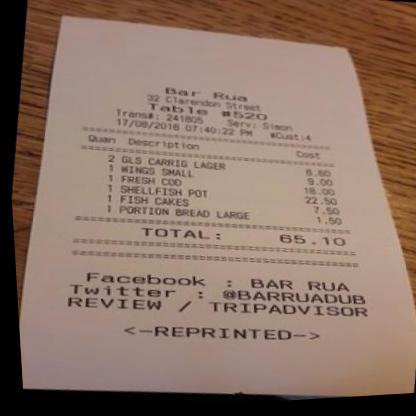 Bar Rua
32 Clarendon Street
Table #520
Trans#: 241805 Serv: Simon
17/08/2018 07:40:22 PM #Cust:4
Quan Description Cost
2 GLS CARRIG LAGER 6.60
1 WINGS SMALL 9.00
1 FRESH COD 18.00
1 SHELLFISH POT 22.50
1 FISH CAKES 7.50
1 PORTION BREAD LARGE 1.50
TOTAL: 65.10
Facebook : BAR RUA
Twitter : @BARRUADUB
REVIEW / TRIPADVISOR
<-REPRINTED->